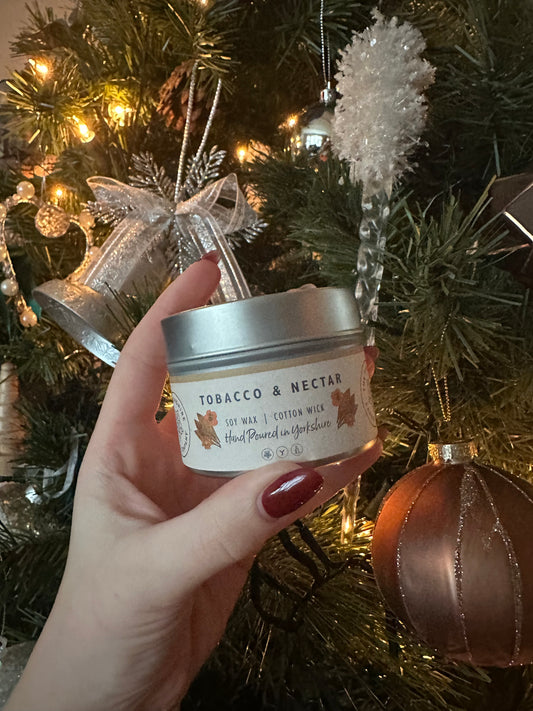 TOBACCO & NECTAR
SOY WAX | COTTON WICK
Hand Poured in Yorkshire